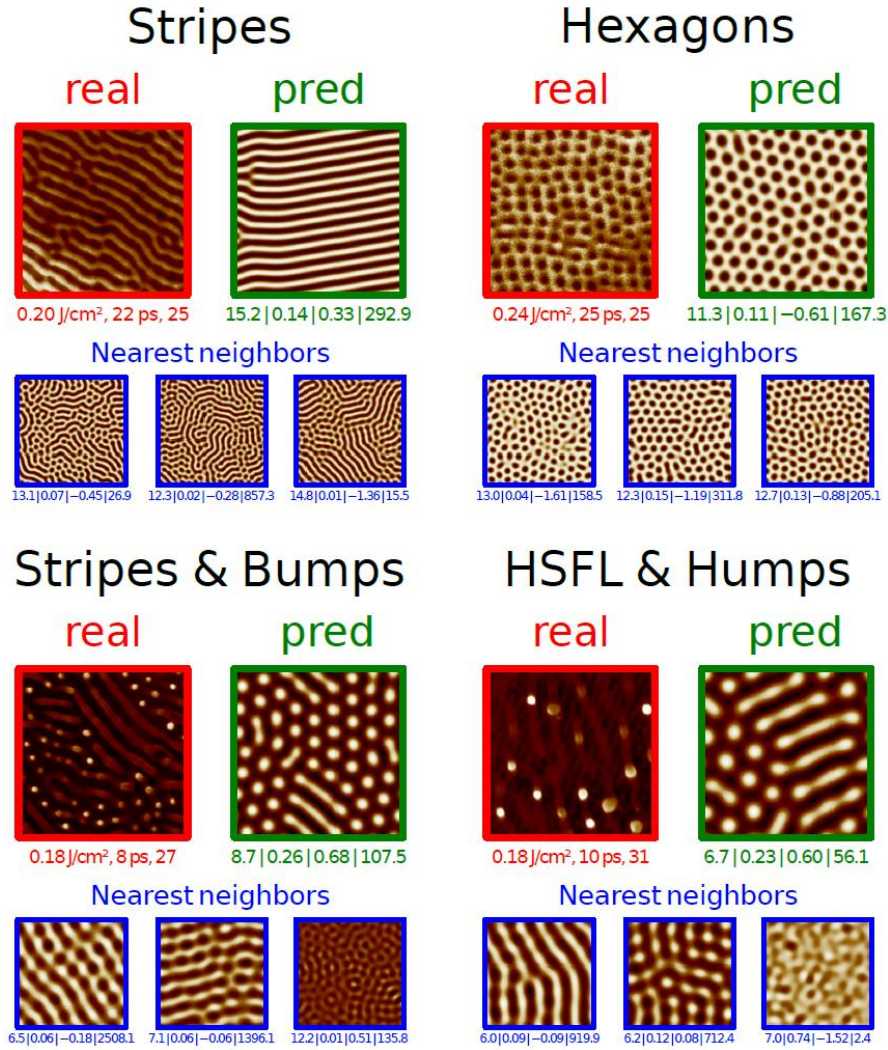 Stripes
real pred
0.20 J/cm², 22 ps, 25
15.2 | 0.14 | 0.33 | 292.9
Nearest neighbors
13.1|0.07|−0.45|26.9
12.3|0.02|−0.28|857.3
14.8|0.01|−1.36|15.5
Hexagons
real pred
0.24 J/cm², 25 ps, 25
11.3 | 0.11 | −0.61 | 167.3
Nearest neighbors
13.0|0.04|−1.61|158.5
12.3|0.15|−1.19|311.8
12.7|0.13|−0.88|205.1
Stripes & Bumps
real pred
0.18 J/cm², 8 ps, 27
8.7 | 0.26 | 0.68 | 107.5
Nearest neighbors
6.5|0.06|−0.18|2508.1
7.1|0.06|−0.06|1396.1
12.2|0.01|0.51|135.8
HSFL & Humps
real pred
0.18 J/cm², 10 ps, 31
6.7 | 0.23 | 0.60 | 56.1
Nearest neighbors
6.0|0.09|−0.09|919.9
6.2|0.12|0.08|712.4
7.0|0.74|−1.52|2.4